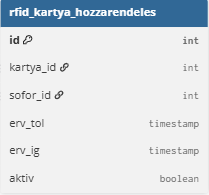 rfid_kartya_hozzarendeles
id int
kartya_id int
sofor_id int
erv_tol timestamp
erv_ig timestamp
aktiv boolean